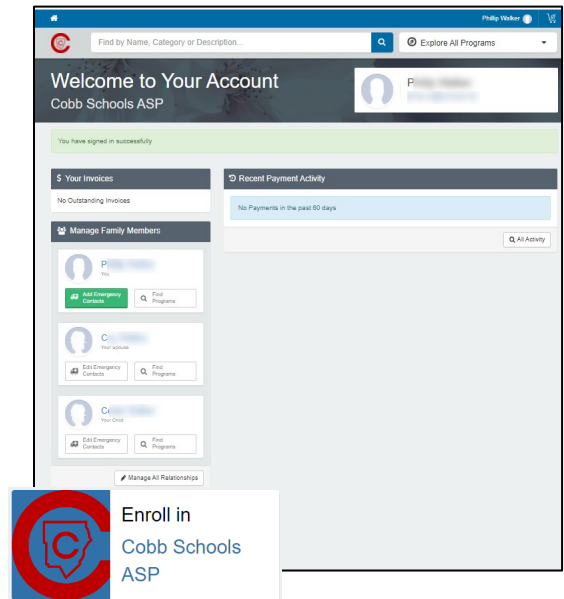 Phillip Walker
Find by Name, Category or Description...
Explore All Programs
Welcome to Your Account
Cobb Schools ASP
P
You have signed in successfully
$ Your Invoices
No Outstanding Invoices
Recent Payment Activity
No Payments in the past 60 days
All Activity
Manage Family Members
P
You
Add Emergency
Contacts
Find
Programs
C
Your Spouse
Edit Emergency
Contacts
Find
Programs
Ce
Your Child
Edit Emergency
Contacts
Find
Programs
Manage All Relationships
C
Enroll in
Cobb Schools
ASP